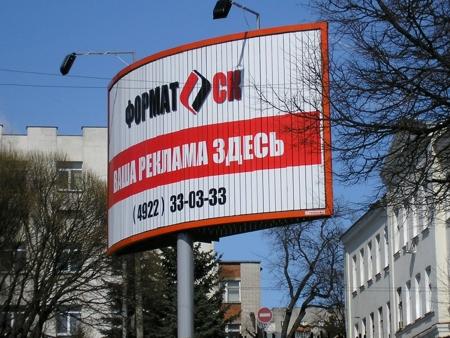 ФОРМАТ СК
ВАША РЕКЛАМА ЗДЕСЬ
(4922) 33-03-33